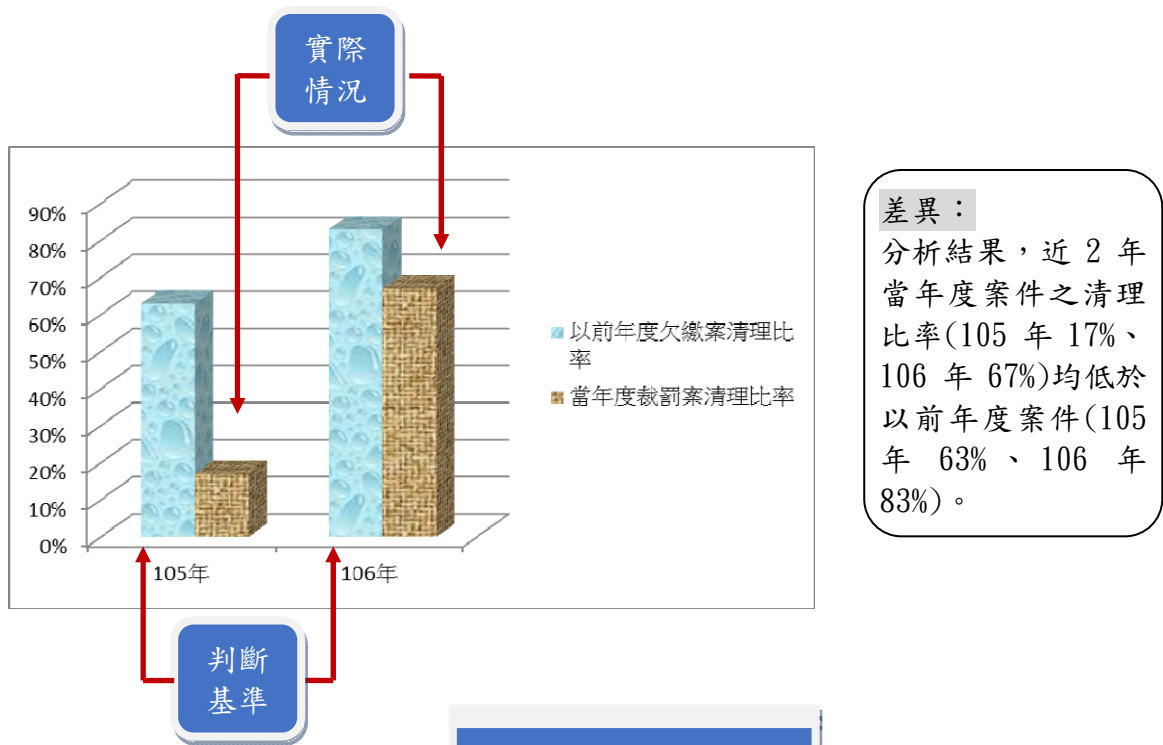 實際
情況
90%
80%
70%
60%
50%
40%
30%
20%
10%
0%
105年
106年
以前年度欠繳案清理比
率
當年度裁罰案清理比率
判斷
基準
差異：
分析結果，近 2 年
當年度案件之清理
比率(105 年 17%、
106 年 67%)均低於
以前年度案件(105
年 63%、106 年
83%)。